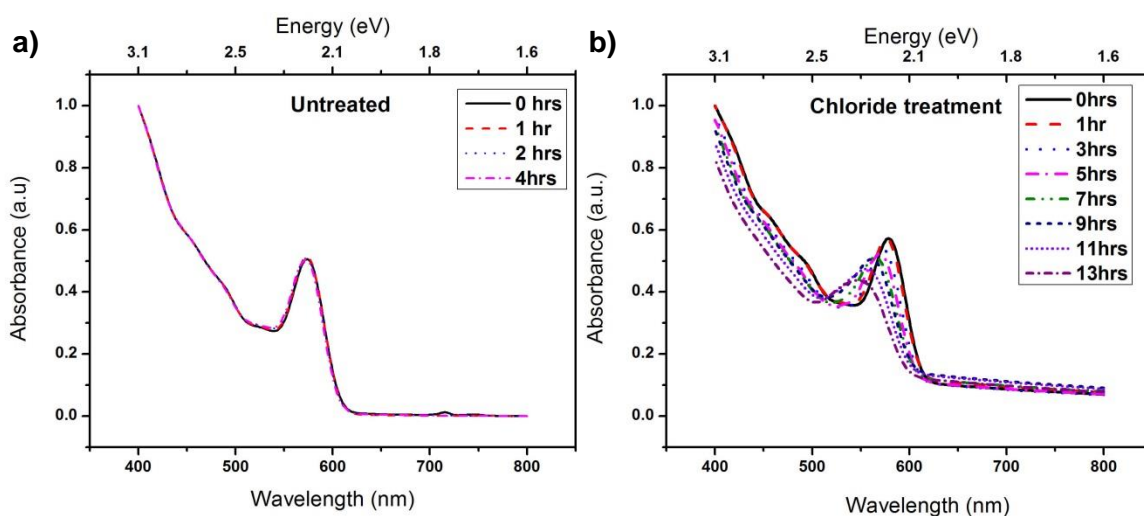 a)
Energy (eV)
3.1 2.5 2.1 1.8 1.6
Untreated
0 hrs
1 hr
2 hrs
4hrs
1.0
0.8
0.6
0.4
0.2
0.0
Absorbance (a.u)
400 500 600 700 800
Wavelength (nm)
b)
Energy (eV)
3.1 2.5 2.1 1.8 1.6
Chloride treatment
0hrs
1hr
3hrs
5hrs
7hrs
9hrs
11hrs
13hrs
1.0
0.8
0.6
0.4
0.2
0.0
Absorbance (a.u.)
400 500 600 700 800
Wavelength (nm)